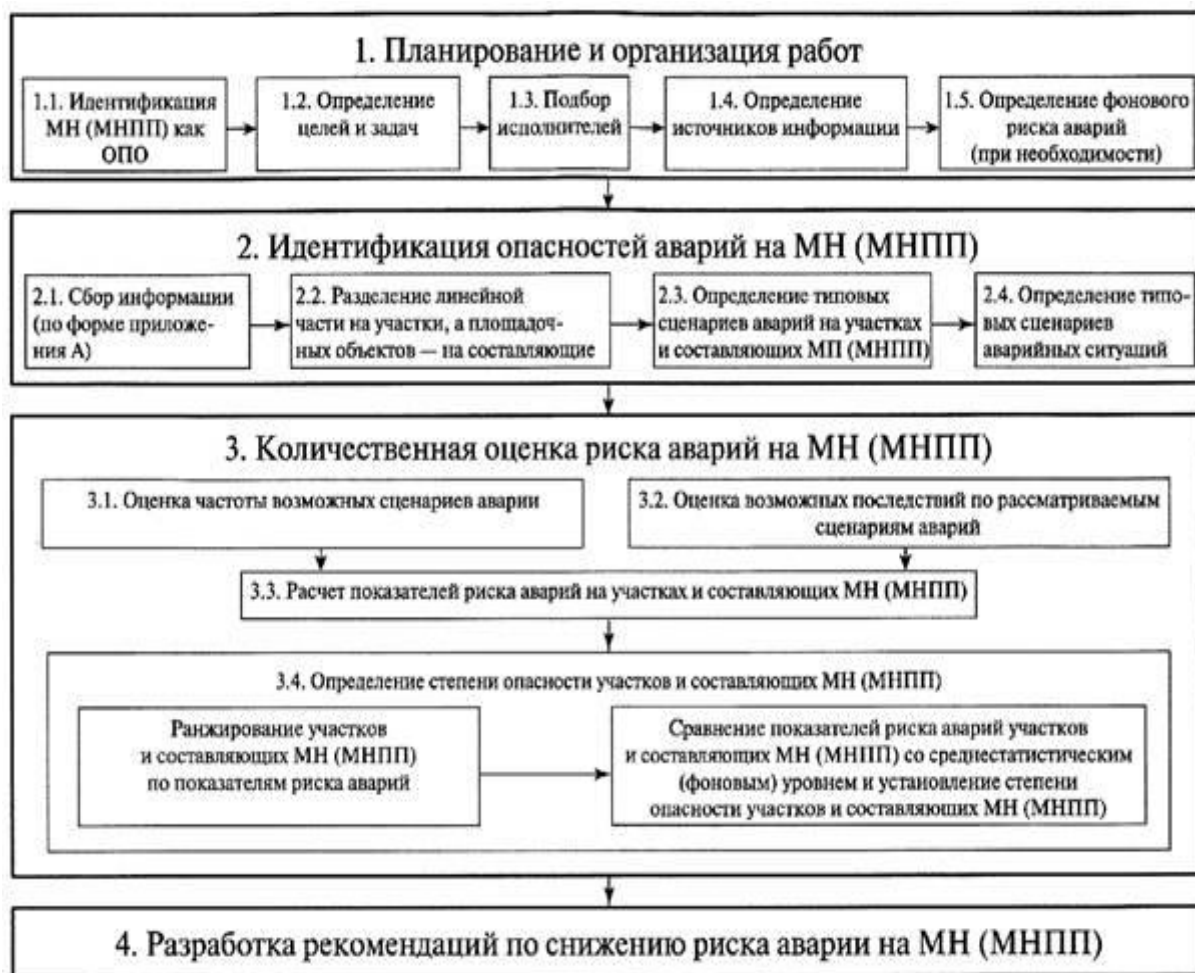 1. Планирование и организация работ
1.1. Идентификация
МН (МНПП) как
ОПО
1.2. Определение
целей и задач
1.3. Подбор
исполнителей
1.4. Определение
источников информации
1.5. Определение фонового
риска аварий
(при необходимости)
2. Идентификация опасностей аварий на МН (МНПП)
2.1. Сбор информации
(по форме приложе-
ния А)
2.2. Разделение линейной
части на участки, а площадоч-
ных объектов — на составляющие
2.3. Определение типовых
сценариев аварий на участках
и составляющих МП (МНПП)
2.4. Определение типо-
вых сценариев
аварийных ситуаций
3. Количественная оценка риска аварий на МН (МНПП)
3.1. Оценка частоты возможных сценариев аварии
3.2. Оценка возможных последствий по рассматриваемым
сценариям аварий
3.3. Расчет показателей риска аварий на участках и составляющих МН (МНПП)
3.4. Определение степени опасности участков и составляющих МН (МНПП)
Ранжирование участков
и составляющих МН (МНПП)
по показателям риска аварий
Сравнение показателей риска аварий участков
и составляющих МН (МНПП) со среднестатистическим
(фоновым) уровнем и установление степени
опасности участков и составляющих МН (МНПП)
4. Разработка рекомендаций по снижению риска аварии на МН (МНПП)